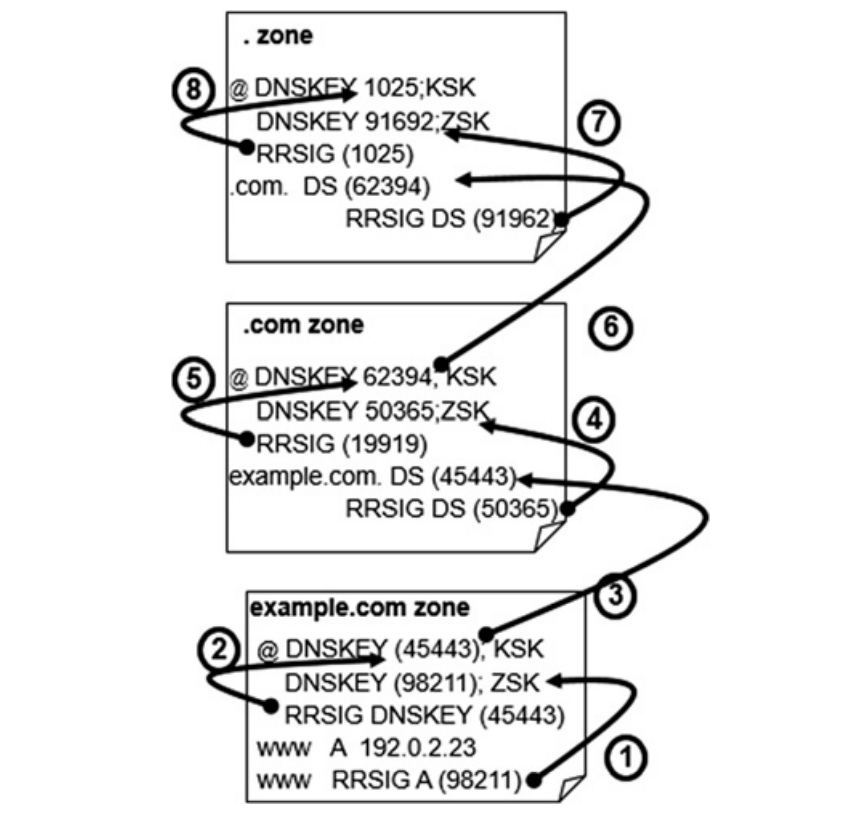 . zone
8
@ DNSKEY 1025;KSK
DNSKEY 91692;ZSK
7
RRSIG (1025)
.com. DS (62394)
RRSIG DS (91962)
.com zone
6
5
@ DNSKEY 62394; KSK
DNSKEY 50365;ZSK
4
RRSIG (19919)
example.com. DS (45443)
RRSIG DS (50365)
3
example.com zone
2
@ DNSKEY (45443); KSK
DNSKEY (98211); ZSK
RRSIG DNSKEY (45443)
www A 192.0.2.23
1
www RRSIG A (98211)